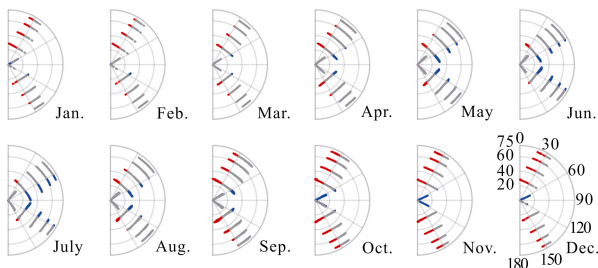 Jan.
Feb.
Mar.
Apr.
May
Jun.
July
Aug.
Sep.
Oct.
Nov.
Dec.
75 0
60
40
20
30
60
90
120
150
180